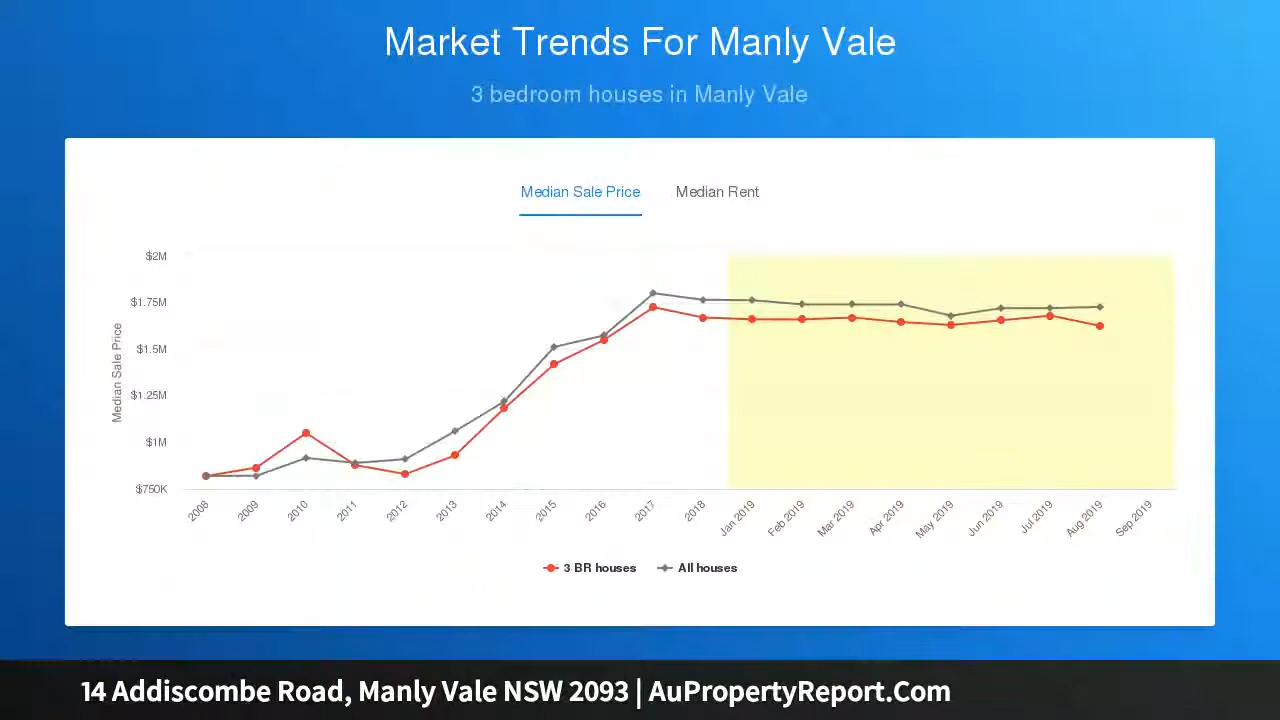 Market Trends For Manly Vale
3 bedroom houses in Manly Vale
Median Sale Price
Median Rent
Median Sale Price
$2M
$1.75M
$1.5M
$1.25M
$1M
$750K
2008
2009
2010
2011
2012
2013
2014
2015
2016
2017
2018
Jan 2019
Feb 2019
Mar 2019
Apr 2019
May 2019
Jun 2019
Jul 2019
Aug 2019
Sep 2019
3 BR houses
All houses
14 Addiscombe Road, Manly Vale NSW 2093 | AuPropertyReport.Com